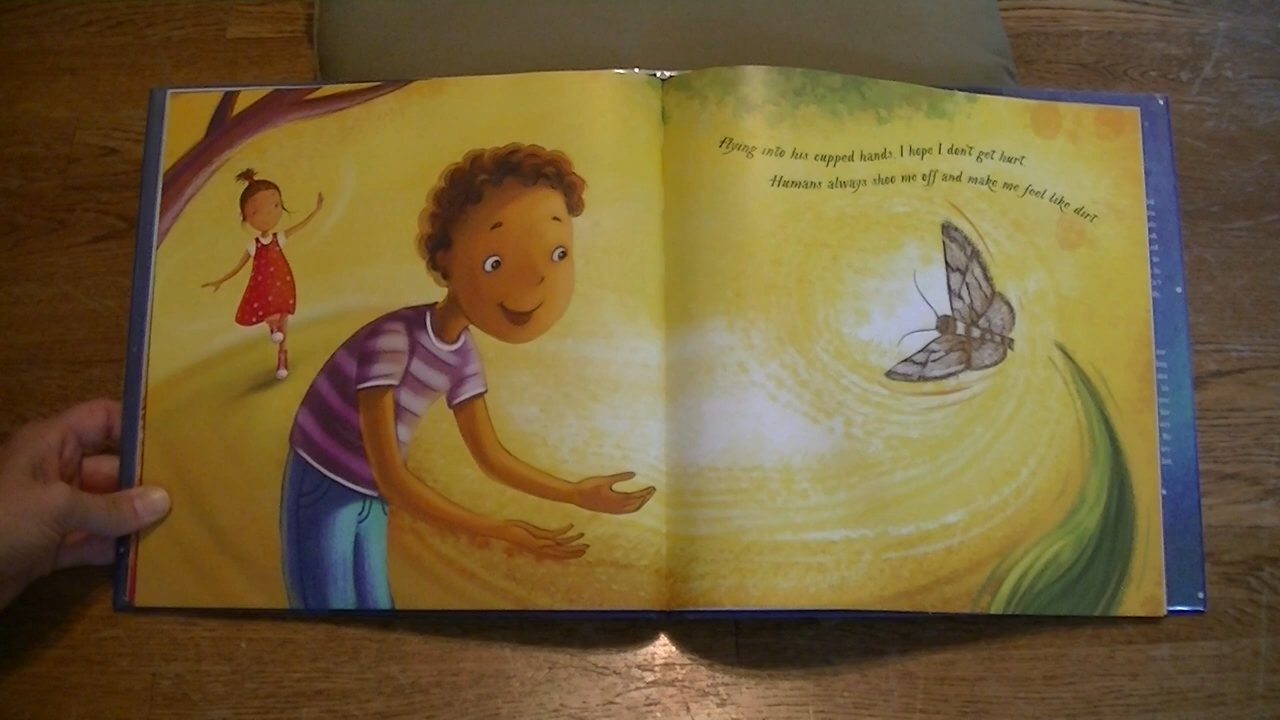 Flying into his cupped hands, I hope I don't get hurt
Humans always shoo me off and make me feel like dirt